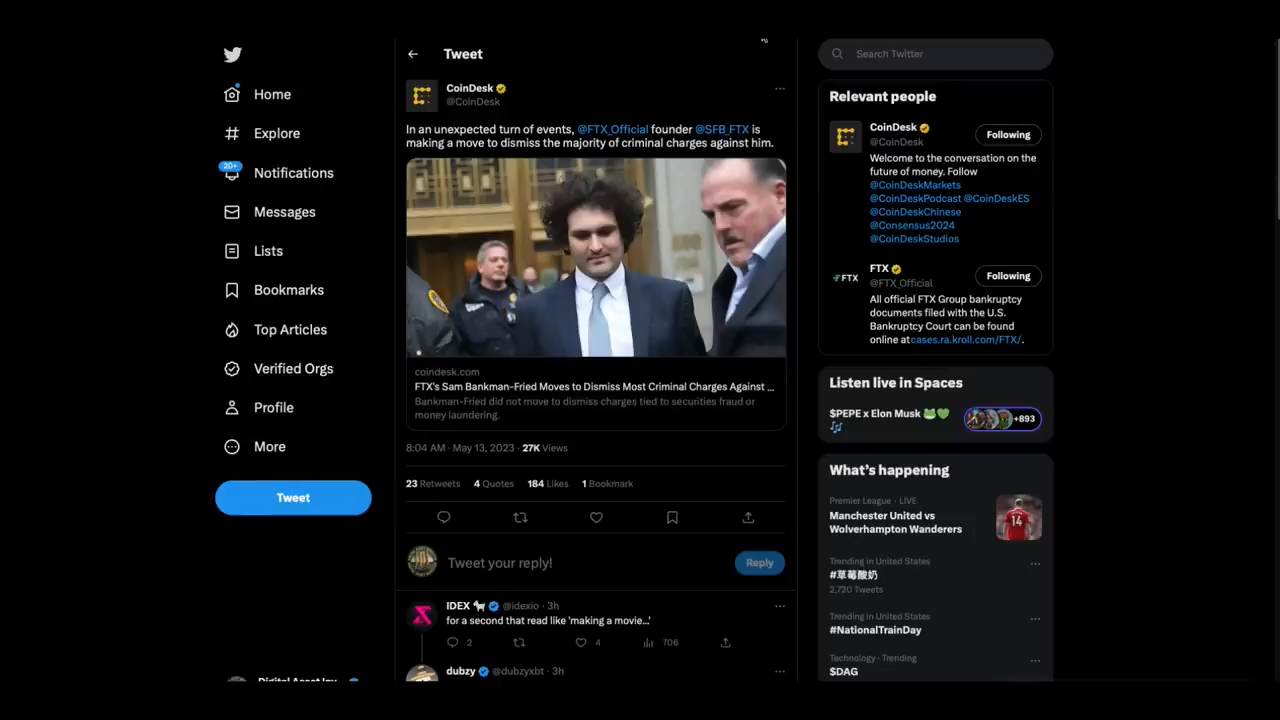 Home
Explore
20+
Notifications
Messages
Lists
Bookmarks
Top Articles
Verified Orgs
Profile
More
Tweet
Tweet
CoinDesk
@CoinDesk
In an unexpected turn of events, @FTX_Official founder @SFB_FTX is
making a move to dismiss the majority of criminal charges against him.
coindesk.com
FTX's Sam Bankman-Fried Moves to Dismiss Most Criminal Charges Against ...
Bankman-Fried did not move to dismiss charges tied to securities fraud or
money laundering.
8:04 AM · May 13, 2023 · 27K Views
23 Retweets 4 Quotes 184 Likes 1 Bookmark
Tweet your reply!
Reply
IDEX @idexio · 3h
for a second that read like 'making a movie...'
2 4 706
dubzy @dubzyxbt · 3h
Search Twitter
Relevant people
CoinDesk
@CoinDesk
Following
Welcome to the conversation on the
future of money. Follow
@CoinDeskMarkets
@CoinDeskPodcast @CoinDeskES
@CoinDeskChinese
@Consensus2024
@CoinDeskStudios
FTX
FTX
@FTX_Official
Following
All official FTX Group bankruptcy
documents filed with the U.S.
Bankruptcy Court can be found
online atcases.ra.kroll.com/FTX/.
Listen live in Spaces
$PEPE x Elon Musk 🐸💚
🎶
+893
What's happening
Premier League · LIVE
Manchester United vs
Wolverhampton Wanderers
14
Trending in United States
#草莓酸奶
2,720 Tweets
Trending in United States
#NationalTrainDay
Technology · Trending
$DAG